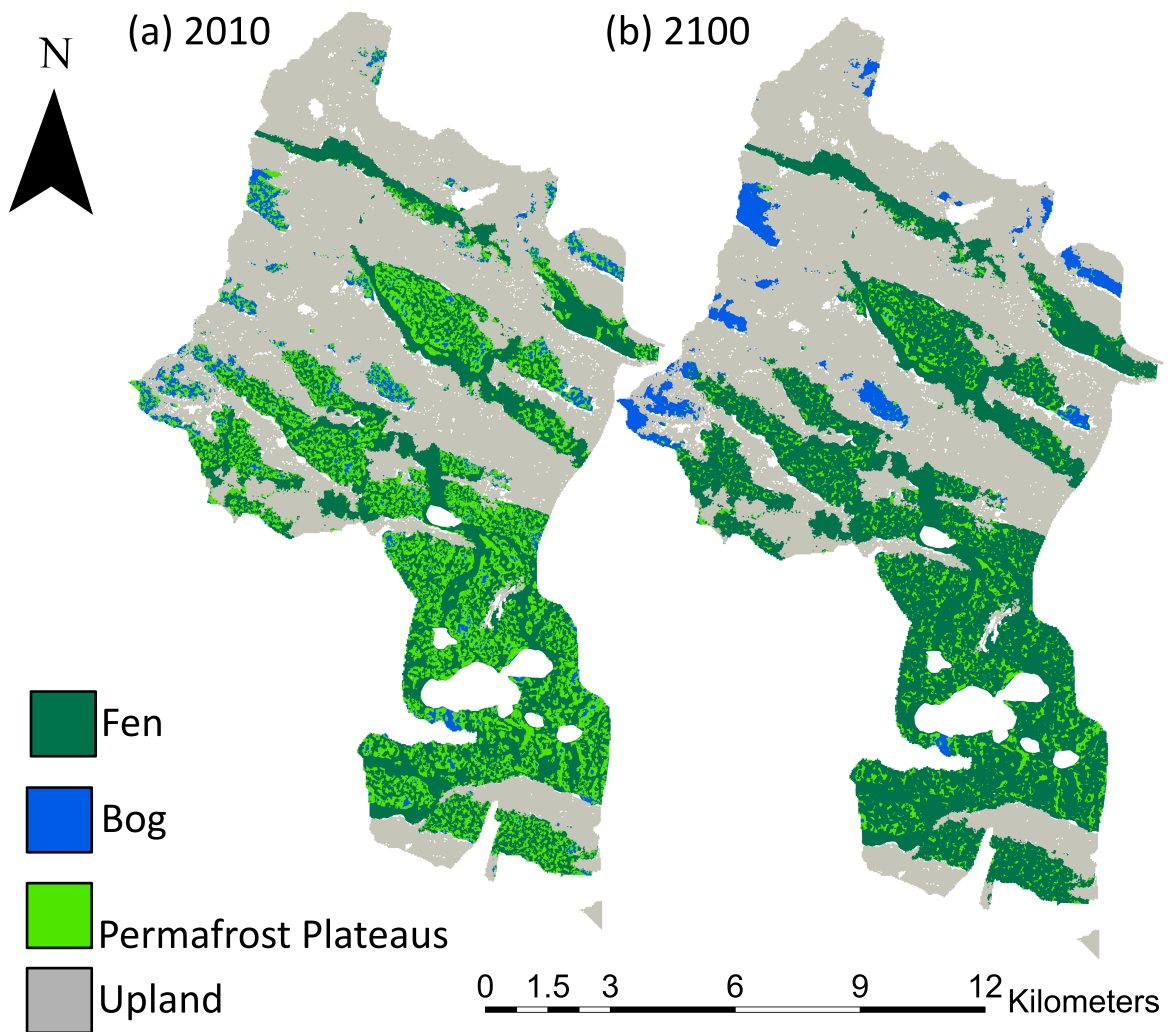 (a) 2010
(b) 2100
N
Fen
Bog
Permafrost Plateaus
Upland
0 1.5 3 6 9 12
Kilometers